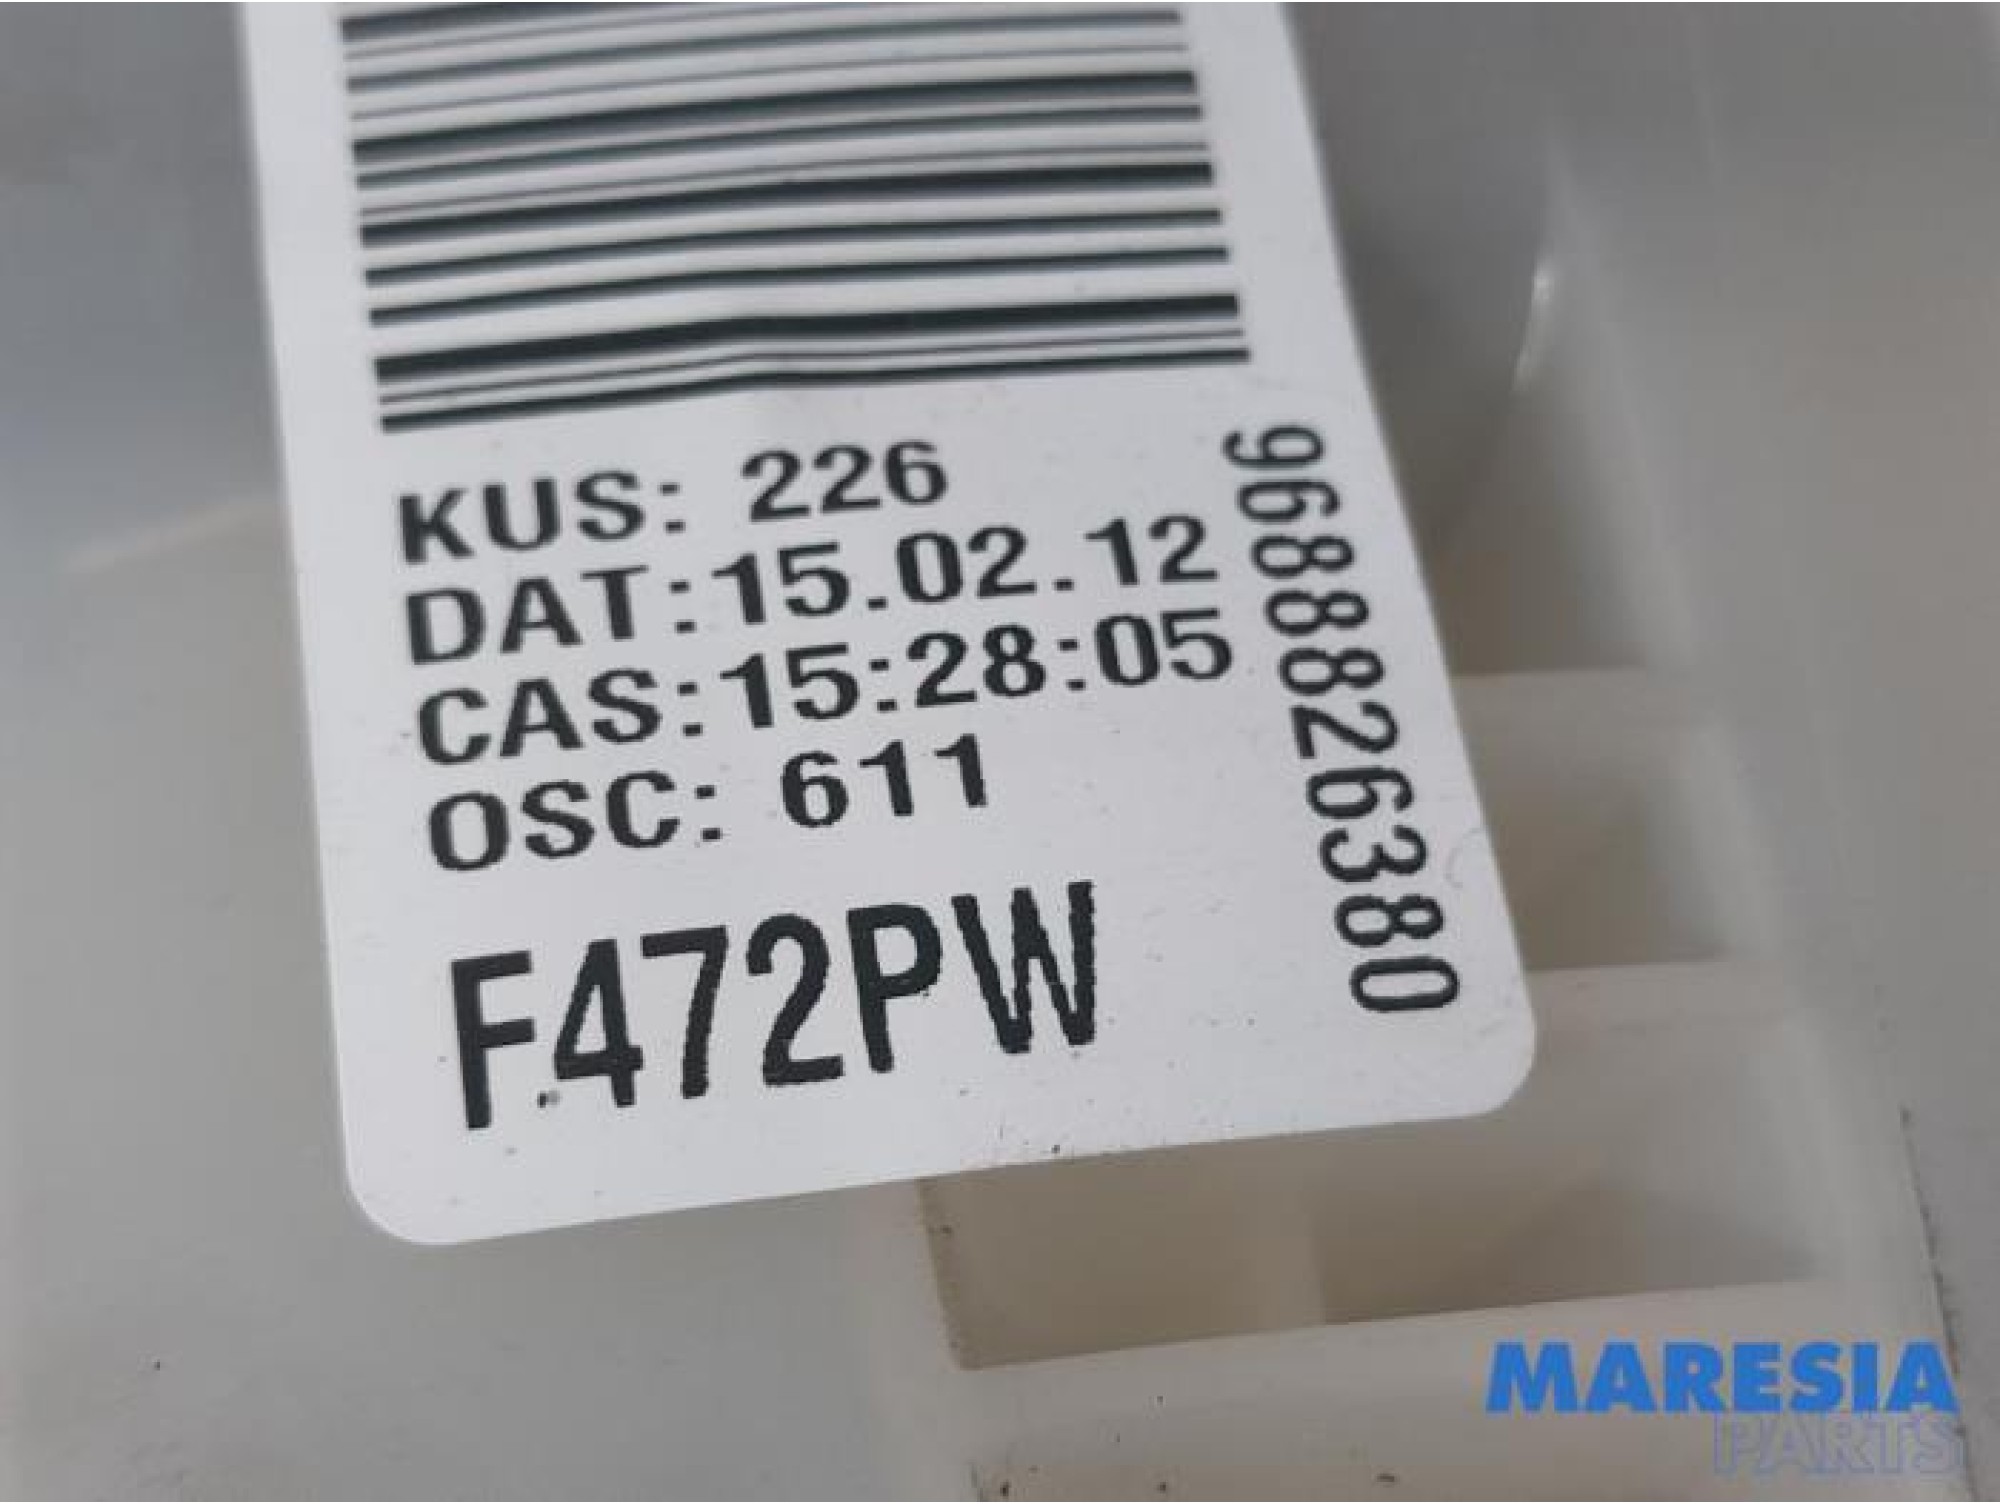 KUS: 226
DAT:15.02.12
CAS:15:28:05
OSC: 611
F472PW
9688826380
MARESIA
PARTS